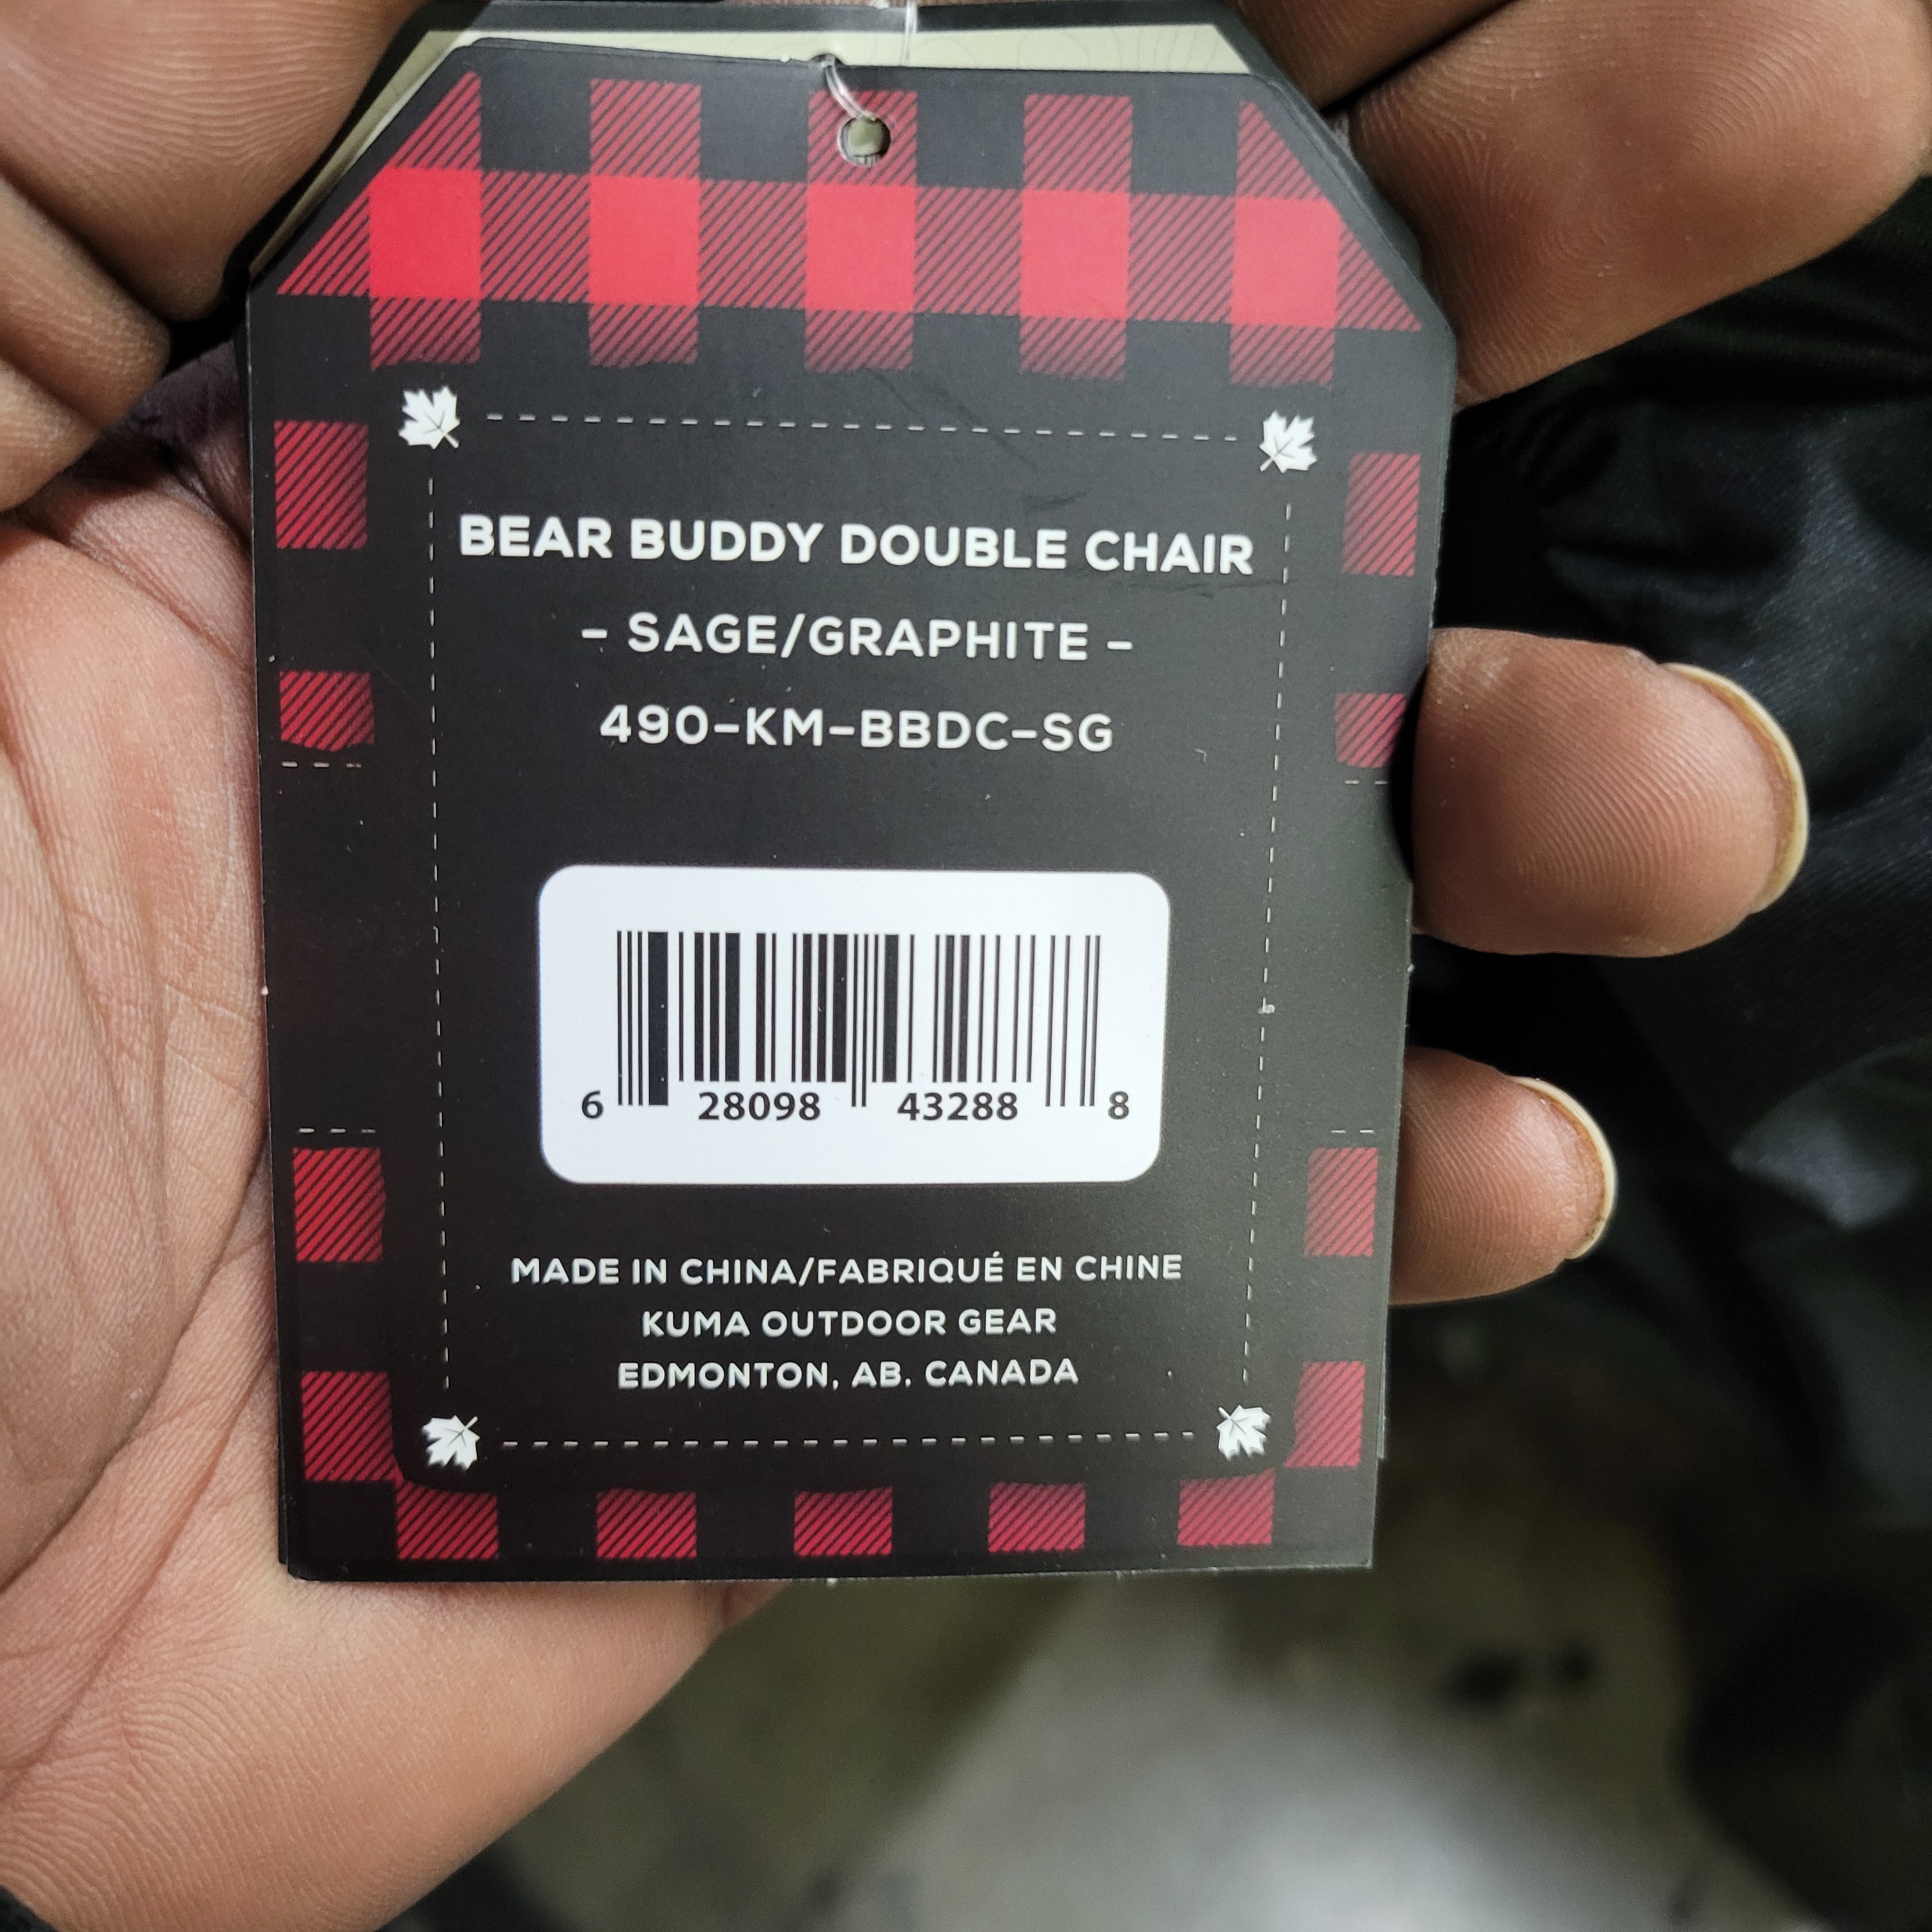 BEAR BUDDY DOUBLE CHAIR
– SAGE/GRAPHITE –
490–KM–BBDC–SG
6 28098 43288 8
MADE IN CHINA/FABRIQUÉ EN CHINE
KUMA OUTDOOR GEAR
EDMONTON, AB. CANADA